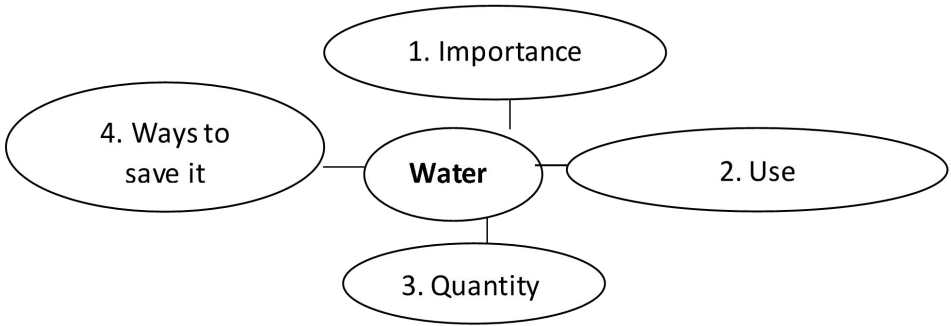 1. Importance
4. Ways to
save it
Water
2. Use
3. Quantity